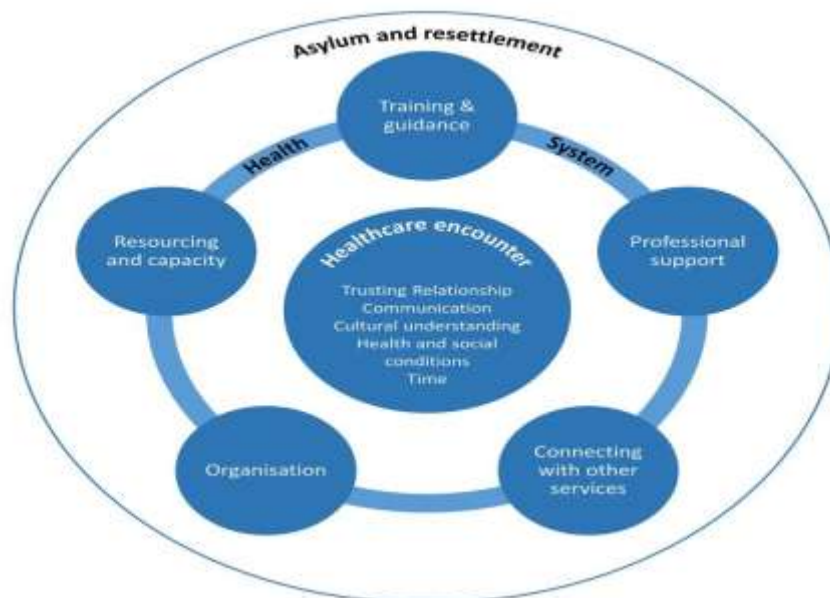 Asylum and resettlement
Training &
guidance
Health
System
Resourcing
and capacity
Professional
support
Healthcare encounter
Trusting Relationship
Communication
Cultural understanding
Health and social
conditions
Time
Organisation
Connecting
with other
services